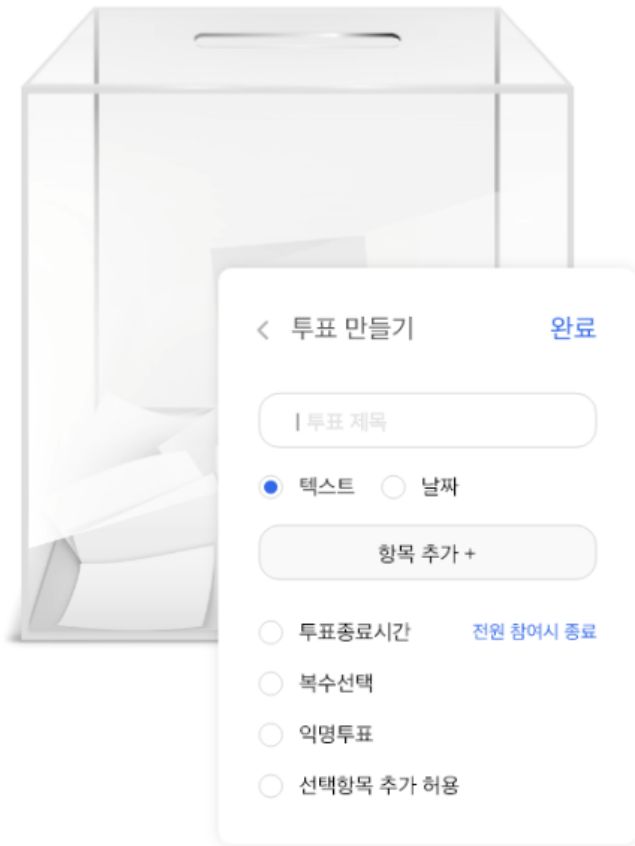 < 투표 만들기 완료
투표 제목
텍스트 날짜
항목 추가 +
투표종료시간 전원 참여시 종료
복수선택
익명투표
선택항목 추가 허용